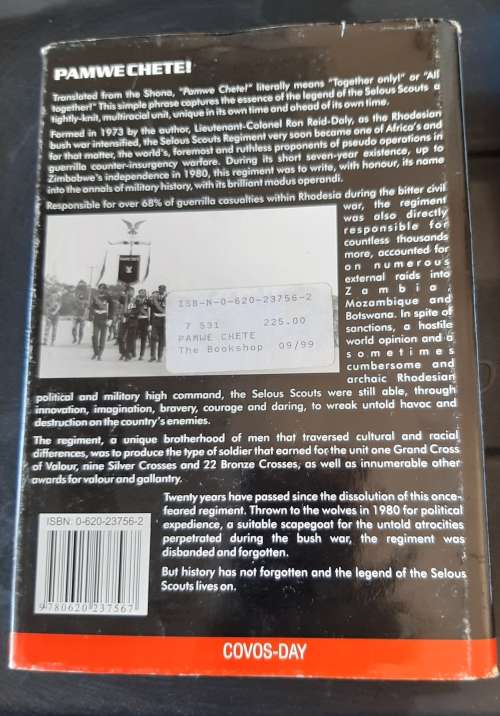 PAMWE CHETE!
Translated from the Shona, "Pamwe Chete!" literally means "Together only!" or "All
together!" This simple phrase captures the essence of the legend of the Selous Scouts a
tightly-knit, multiracial unit, unique in its own time and ahead of its own time.
Formed in 1973 by the author, Lieutenant-Colonel Ron Reid-Daly, as the Rhodesian
bush war intensified, the Selous Scouts Regiment very soon became one of Africa's and
for that matter, the world's, foremost and ruthless proponents of pseudo operations in
guerrilla counter-insurgency warfare. During its short seven-year existence, up to
Zimbabwe's independence in 1980, this regiment was to write, with honour, its name
into the annals of military history, with its brilliant modus operandi.
Responsible for over 68% of guerrilla casualties within Rhodesia during the bitter civil
war, the regiment
was also directly
responsible for
countless thousands
more, accounted for
on numerous
external raids into
Zambia,
Mozambique and
Botswana. In spite of
sanctions, a hostile
world opinion and a
sometimes
cumbersome and
archaic Rhodesian
political and military high command, the Selous Scouts were still able, through
innovation, imagination, bravery, courage and daring, to wreak untold havoc and
destruction on the country's enemies.
ISB-N-0-620-23756-2
7 531 225.00
PAMWE CHETE
The Bookshop 09/99
The regiment, a unique brotherhood of men that traversed cultural and racial
differences, was to produce the type of soldier that earned for the unit one Grand Cross
of Valour, nine Silver Crosses and 22 Bronze Crosses, as well as innumerable other
awards for valour and gallantry.
Twenty years have passed since the dissolution of this once-
feared regiment. Thrown to the wolves in 1980 for political
expedience, a suitable scapegoat for the untold atrocities
perpetrated during the bush war, the regiment was
disbanded and forgotten.
But history has not forgotten and the legend of the Selous
Scouts lives on.
ISBN: 0-620-23756-2
9780620237567
COVOS-DAY